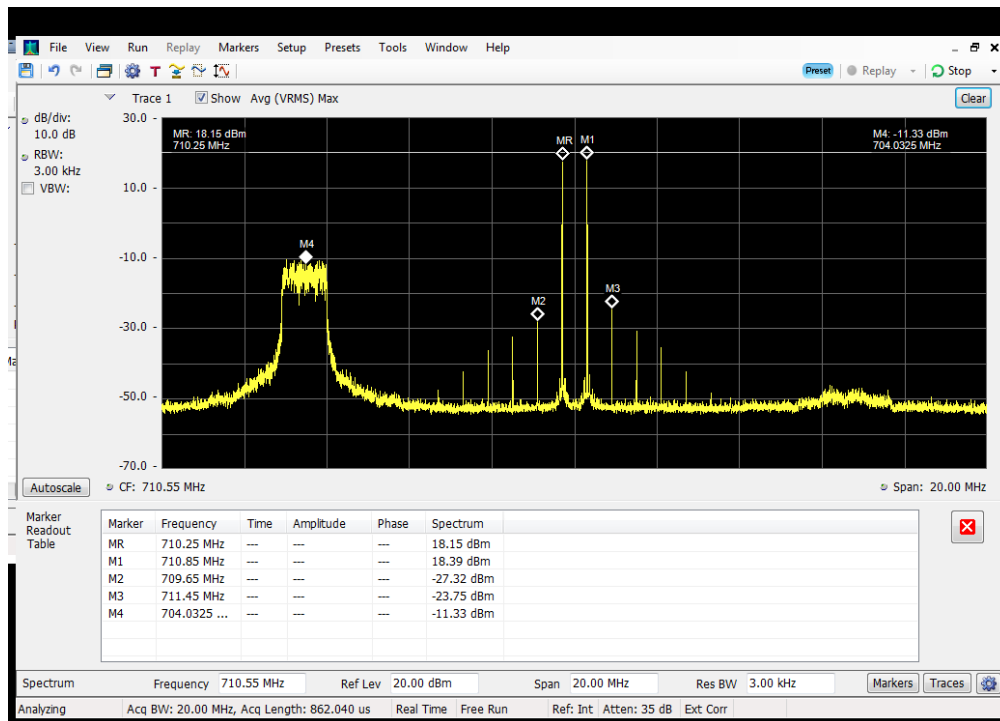 File View Run Replay Markers Setup Presets Tools Window Help
T Preset Replay Stop
Trace 1 Show Avg (VRMS) Max Clear
dB/div:
10.0 dB
RBW:
3.00 kHz
VBW:
30.0
10.0
-10.0
-30.0
-50.0
-70.0
MR: 18.15 dBm
710.25 MHz
M4: -11.33 dBm
704.0325 MHz
MR M1
M4
M3
M2
Autoscale CF: 710.55 MHz Span: 20.00 MHz
Marker
Readout
Table
Marker Frequency Time Amplitude Phase Spectrum
MR 710.25 MHz --- --- --- 18.15 dBm
M1 710.85 MHz --- --- --- 18.39 dBm
M2 709.65 MHz --- --- --- -27.32 dBm
M3 711.45 MHz --- --- --- -23.75 dBm
M4 704.0325 ... --- --- --- -11.33 dBm
Spectrum Frequency 710.55 MHz Ref Lev 20.00 dBm Span 20.00 MHz Res BW 3.00 kHz Markers Traces
Analyzing Acq BW: 20.00 MHz, Acq Length: 862.040 us Real Time Free Run Ref: Int Atten: 35 dB Ext Corr